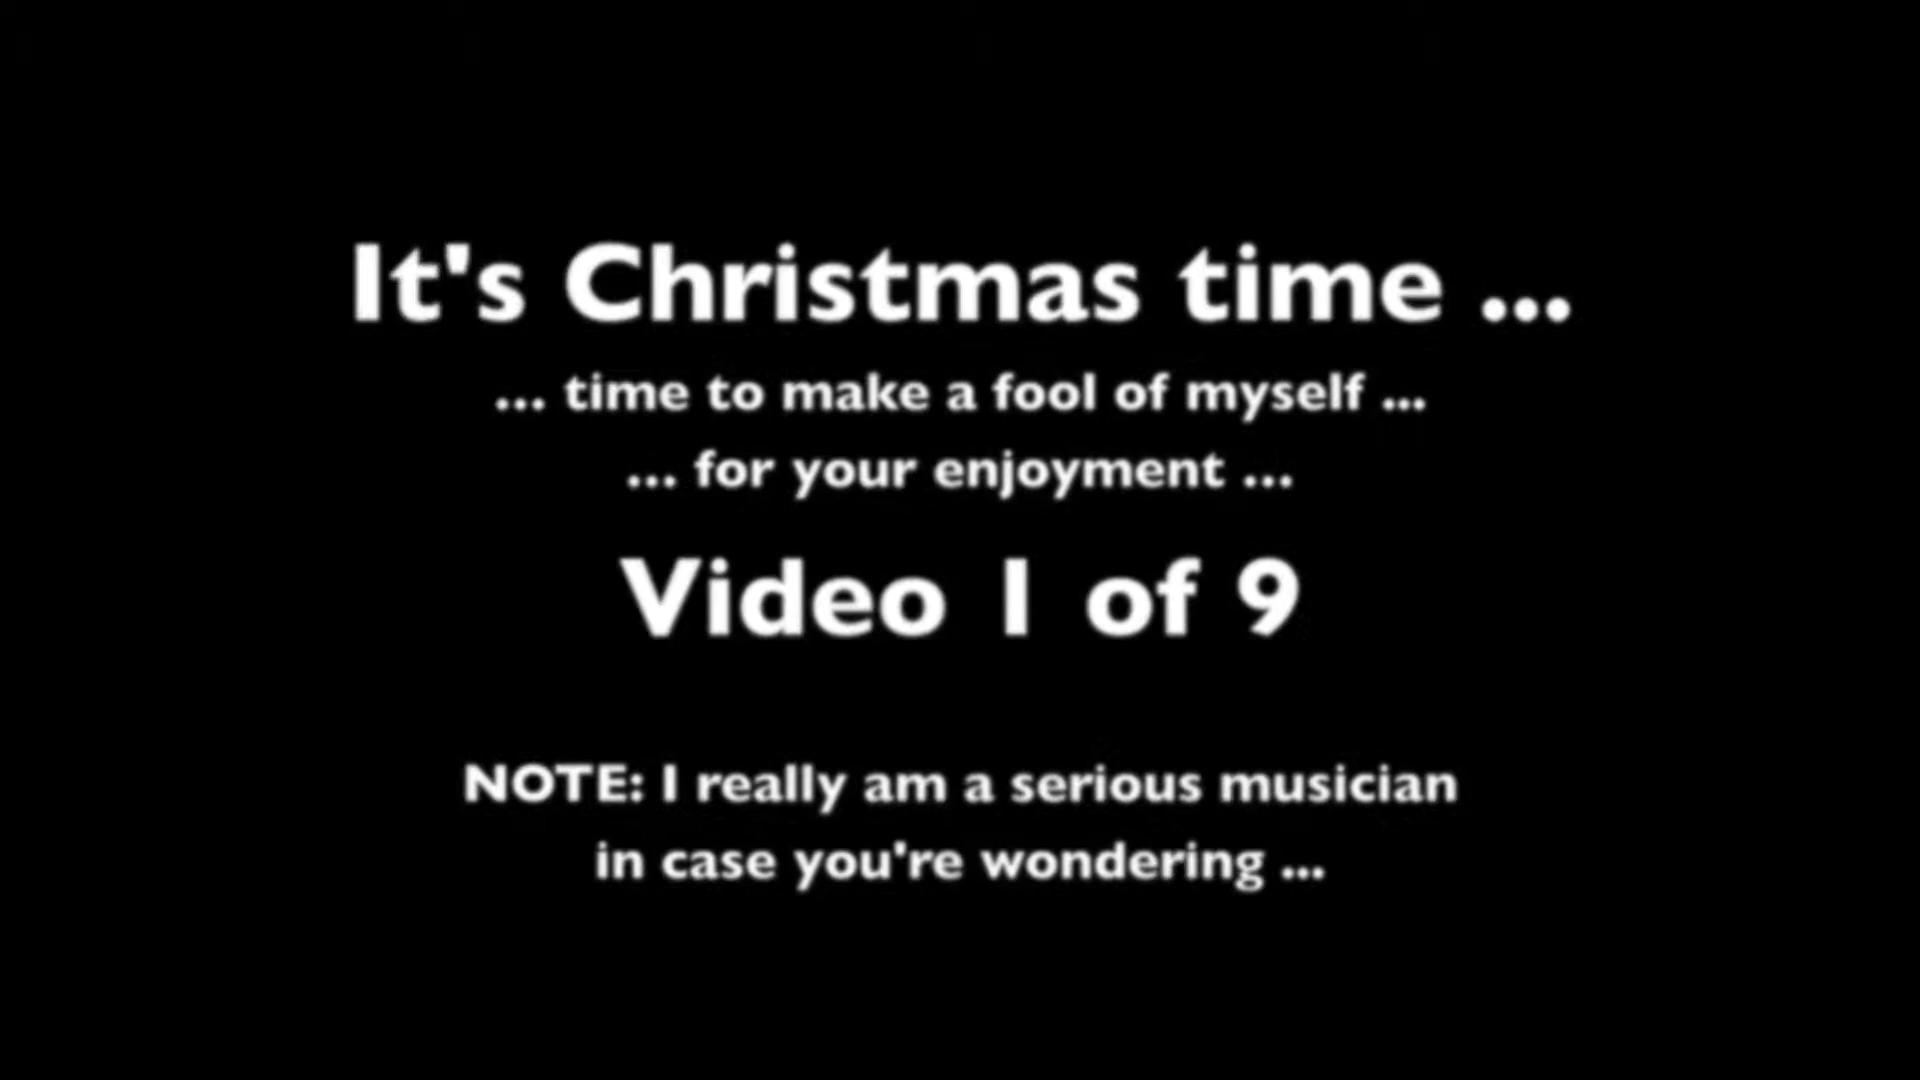 It's Christmas time ...
... time to make a fool of myself ...
... for your enjoyment ...
Video 1 of 9
NOTE: I really am a serious musician
in case you're wondering ...